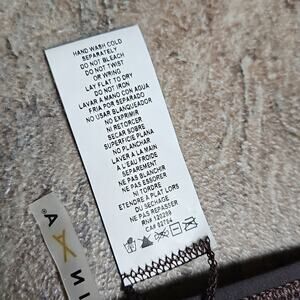 HAND WASH COLD
SEPARATELY
DO NOT BLEACH
DO NOT TWIST
OR WRING
LAY FLAT TO DRY
DO NOT IRON
LAVAR A MANO CON AGUA
FRIA POR SEPARADO
NO USAR BLANQUEADOR
NO EXPRIMIR
NI RETORCER
SECAR SOBRE
SUPERFICIE PLANA
NO PLANCHAR
LAVER À LA MAIN
A L'EAU FROIDE
SEPAREMENT
NE PAS BLANCHIR
NE PAS ESSORER
NI TORDRE
ETENDRE A PLAT LORS
DU SECHAGE
NE PAS REPASSER
RN# 120299
CA# 52754